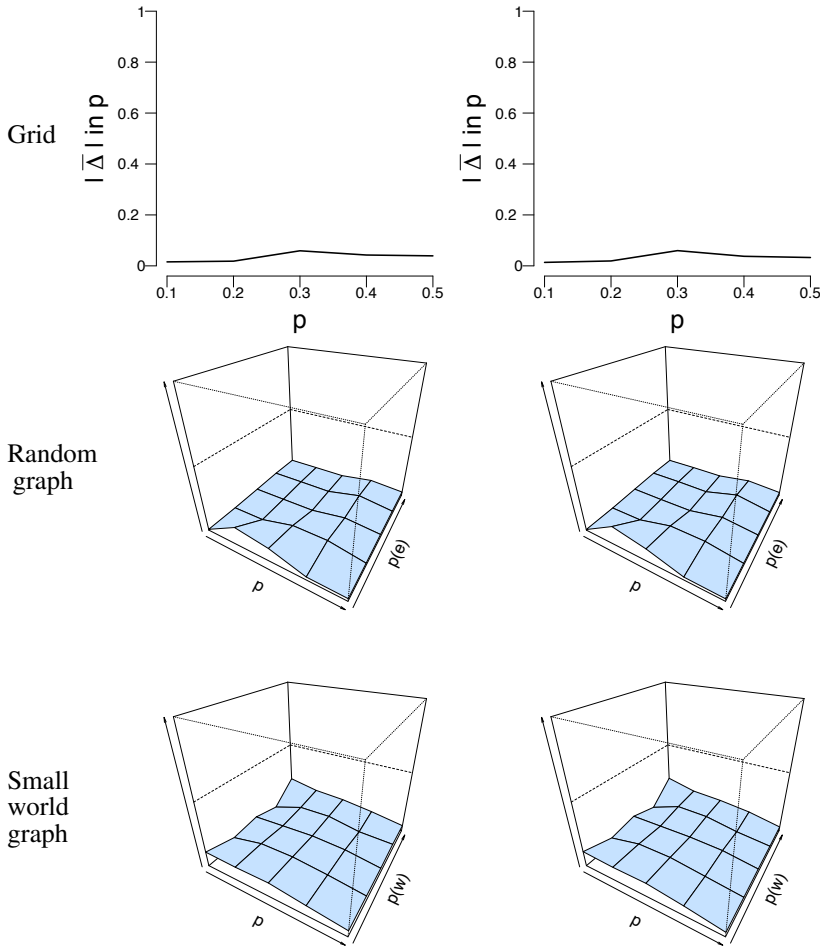 Grid
| Δ̅ | in p
1
0.8
0.6
0.4
0.2
0
0.1 0.2 0.3 0.4 0.5
p
| Δ̅ | in p
1
0.8
0.6
0.4
0.2
0
0.1 0.2 0.3 0.4 0.5
p
Random
graph
p
p(e)
p
p(e)
Small
world
graph
p
p(w)
p
p(w)